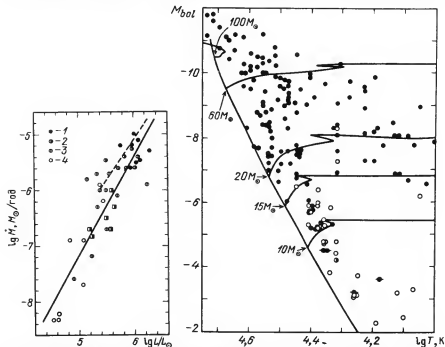 -1
-2
-3
-4
lg Ṁ, M⊙/год
-5
-6
-7
-8
5
6
lg L/L⊙
M bol
100M⊙
-10
60M⊙
-8
20M⊙
-6
15M⊙
-4
10M⊙
-2
4,6
4,4
4,2
lg T, K